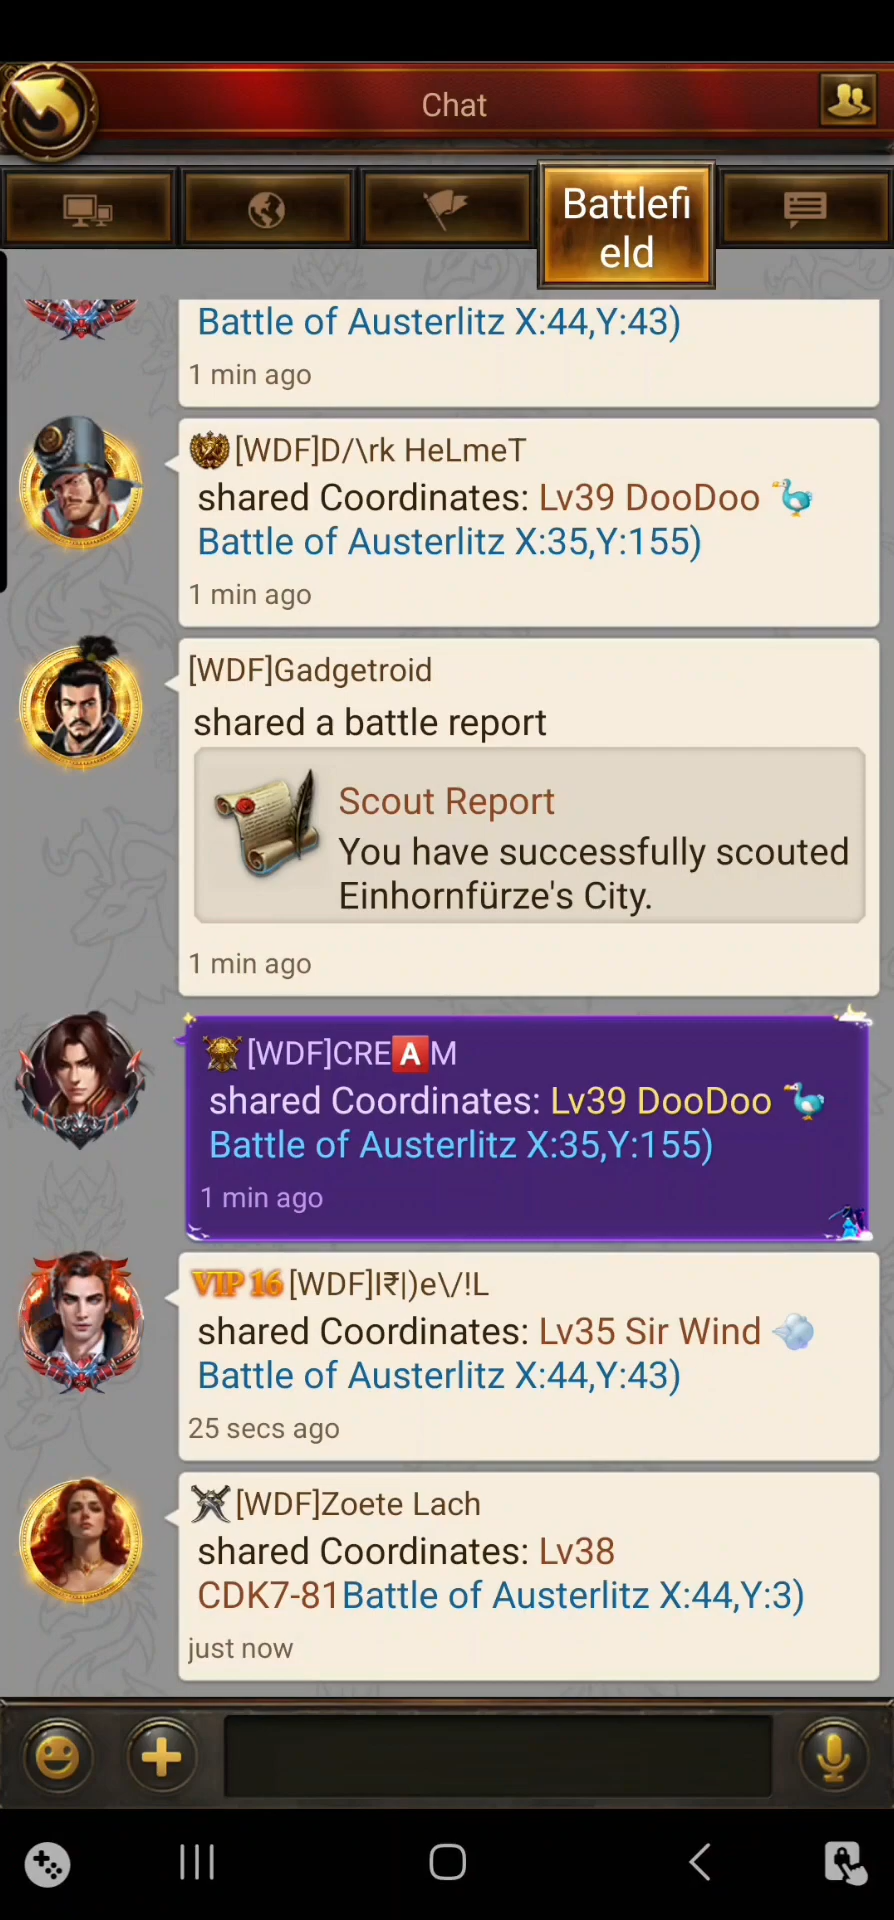 Chat
Battlefi
eld
Battle of Austerlitz X:44,Y:43)
1 min ago
[WDF]D/\rk HeLmeT
shared Coordinates: Lv39 DooDoo 🦤
Battle of Austerlitz X:35,Y:155)
1 min ago
[WDF]Gadgetroid
shared a battle report
Scout Report
You have successfully scouted
Einhornfürze's City.
1 min ago
[WDF]CRE🅰M
shared Coordinates: Lv39 DooDoo 🦤
Battle of Austerlitz X:35,Y:155)
1 min ago
VIP 16 [WDF]I₹|)e\/!L
shared Coordinates: Lv35 Sir Wind 💨
Battle of Austerlitz X:44,Y:43)
25 secs ago
[WDF]Zoete Lach
shared Coordinates: Lv38
CDK7-81Battle of Austerlitz X:44,Y:3)
just now